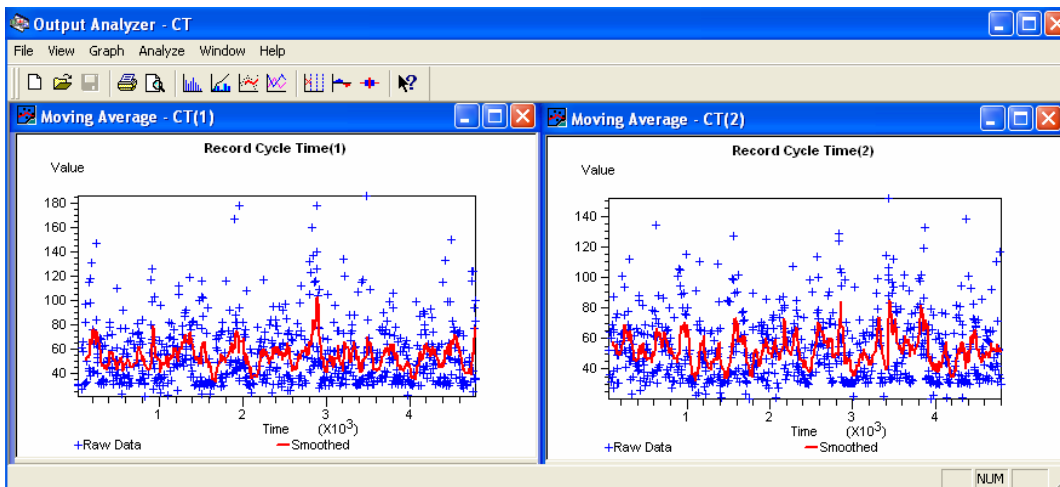 Output Analyzer - CT
File View Graph Analyze Window Help
Moving Average - CT(1)
Record Cycle Time(1)
Value
180
160
140
120
100
80
60
40
1 2 3 4
Time (X10³)
+Raw Data Smoothed
Moving Average - CT(2)
Record Cycle Time(2)
Value
140
120
100
80
60
40
1 2 3 4
Time (X10³)
+Raw Data Smoothed
NUM